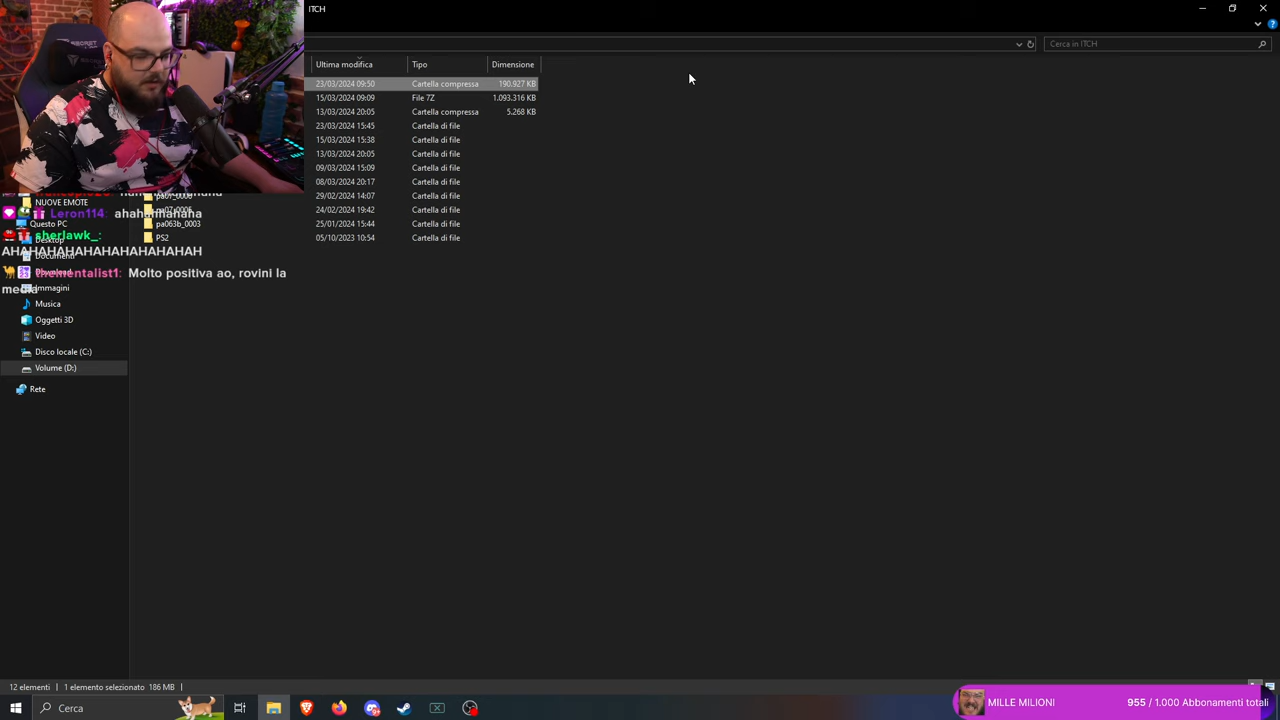 ITCH
Cerca in ITCH
Ultima modifica Tipo Dimensione
23/03/2024 09:50 Cartella compressa 190.927 KB
15/03/2024 09:09 File 7Z 1.093.316 KB
13/03/2024 20:05 Cartella compressa 5.268 KB
23/03/2024 15:45 Cartella di file
15/03/2024 15:38 Cartella di file
13/03/2024 20:05 Cartella di file
09/03/2024 15:09 Cartella di file
08/03/2024 20:17 Cartella di file
29/02/2024 14:07 Cartella di file
24/02/2024 19:42 Cartella di file
pa063b_0003 25/01/2024 15:44 Cartella di file
PS2 05/10/2023 10:54 Cartella di file
NUOVE EMOTE
Leron114: ahahahhahaha
Questo PC
sherlawk_:
Desktop
AHAHAHAHAHAHAHAHAHAHAH
Documenti
thementalist1: Molto positiva ao, rovini la
media
Download
Immagini
Musica
Oggetti 3D
Video
Disco locale (C:)
Volume (D:)
Rete
12 elementi 1 elemento selezionato 186 MB
Cerca
MILLE MILIONI 955 / 1.000 Abbonamenti totali